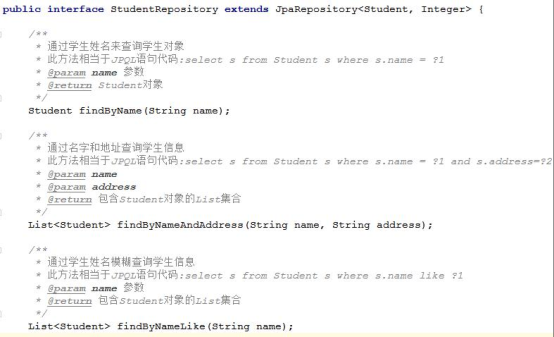 public interface StudentRepository extends JpaRepository<Student, Integer> {
/**
* 通过学生姓名来查询学生对象
* 此方法相当于JPQL语句代码:select s from Student s where s.name = ?1
* @param name 参数
* @return Student对象
*/
Student findByName(String name);
/**
* 通过名字和地址查询学生信息
* 此方法相当于JPQL语句代码:select s from Student s where s.name = ?1 and s.address=?2
* @param name
* @param address
* @return 包含Student对象的List集合
*/
List<Student> findByNameAndAddress(String name, String address);
/**
* 通过学生姓名模糊查询学生信息
* 此方法相当于JPQL语句代码:select s from Student s where s.name like ?1
* @param name 参数
* @return 包含Student对象的List集合
*/
List<Student> findByNameLike(String name);